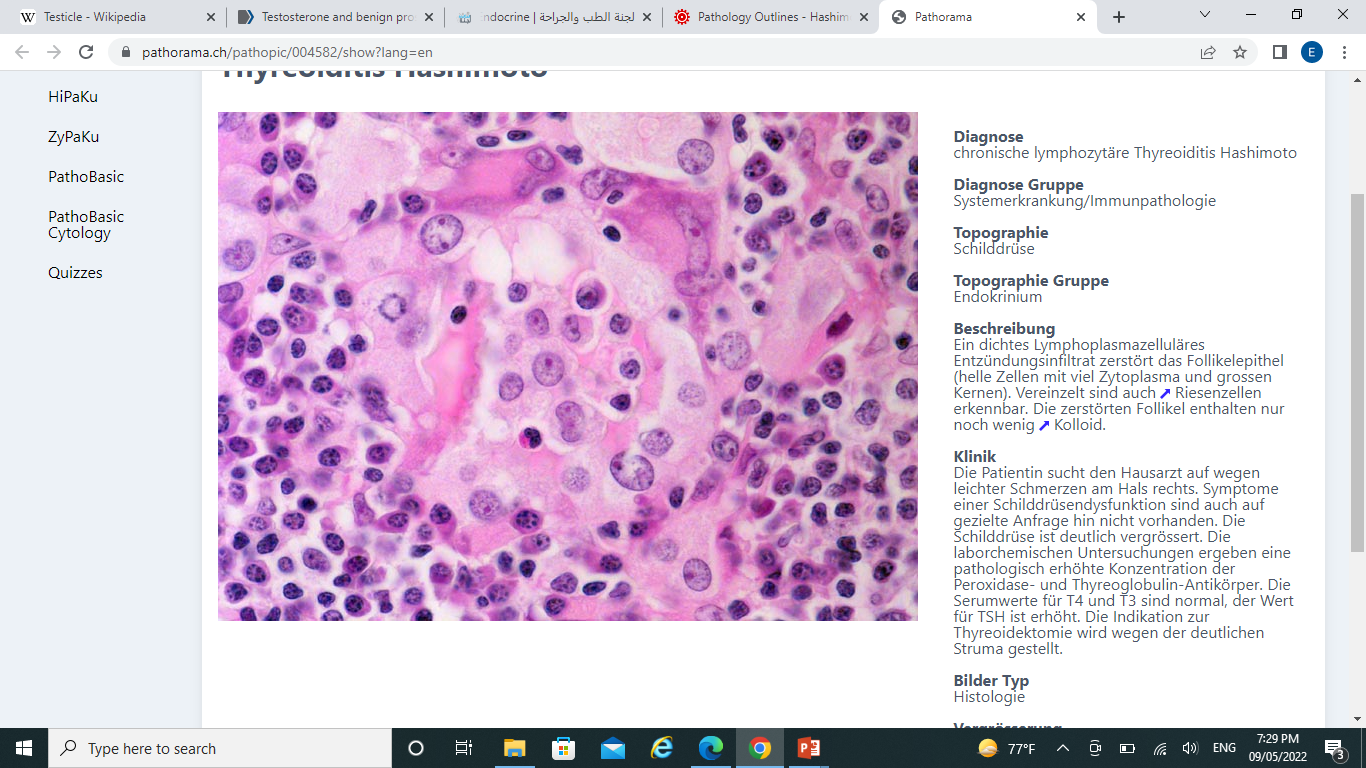 Testicle - Wikipedia
Testosterone and benign pro
ndocrine | لجنة الطب والجراحة
Pathology Outlines - Hashim
Pathorama
pathorama.ch/pathopic/004582/show?lang=en
E
Thyreoiditis Hashimoto
HiPaKu
ZyPaKu
PathoBasic
PathoBasic
Cytology
Quizzes
Diagnose
chronische lymphozytäre Thyreoiditis Hashimoto
Diagnose Gruppe
Systemerkrankung/Immunpathologie
Topographie
Schilddrüse
Topographie Gruppe
Endokrinium
Beschreibung
Ein dichtes Lymphoplasmazelluläres
Entzündungsinfiltrat zerstört das Follikelepithel
(helle Zellen mit viel Zytoplasma und grossen
Kernen). Vereinzelt sind auch Riesenzellen
erkennbar. Die zerstörten Follikel enthalten nur
noch wenig Kolloid.
Klinik
Die Patientin sucht den Hausarzt auf wegen
leichter Schmerzen am Hals rechts. Symptome
einer Schilddrüsendysfunktion sind auch auf
gezielte Anfrage hin nicht vorhanden. Die
Schilddrüse ist deutlich vergrössert. Die
laborchemischen Untersuchungen ergeben eine
pathologisch erhöhte Konzentration der
Peroxidase- und Thyreoglobulin-Antikörper. Die
Serumwerte für T4 und T3 sind normal, der Wert
für TSH ist erhöht. Die Indikation zur
Thyreoidektomie wird wegen der deutlichen
Struma gestellt.
Bilder Typ
Histologie
Vergrösserung
Type here to search
77°F
ENG
7:29 PM
09/05/2022
3